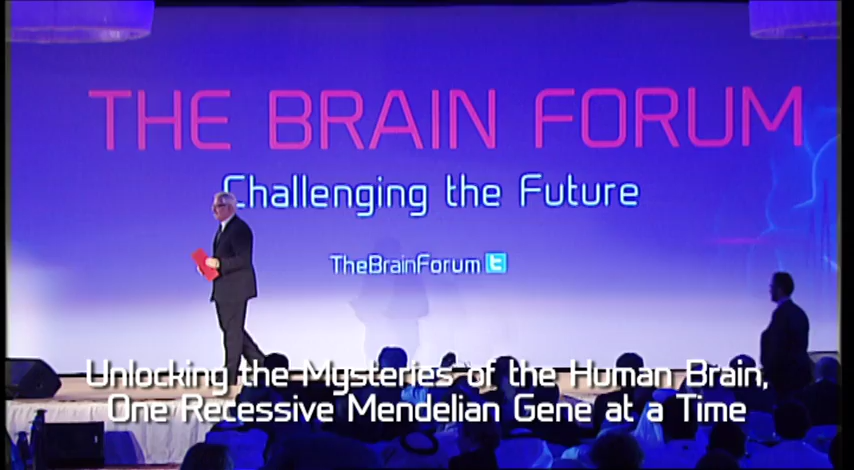 THE BRAIN FORUM
Challenging the Future
TheBrainForum
Unlocking the Mysteries of the Human Brain,
One Recessive Mendelian Gene at a Time